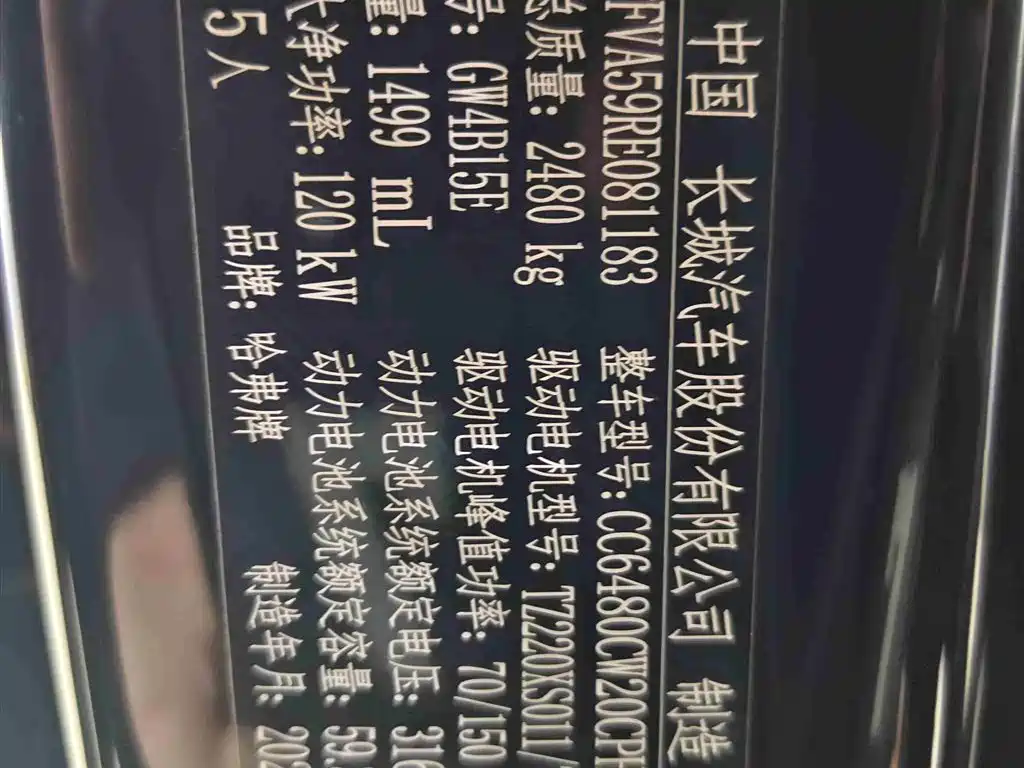 中国 长城汽车股份有限公司 制造
FVA59RE081183 整车型号:CC6480CW20CPH
总质量: 2480 kg 驱动电机型号: TZ220XS011/
号: GW4B15E 驱动电机峰值功率: 70/150
量: 1499 mL 动力电池系统额定电压: 316
大净功率: 120 kW 动力电池系统额定容量: 59.
5人 品牌: 哈弗牌 制造年月: 202